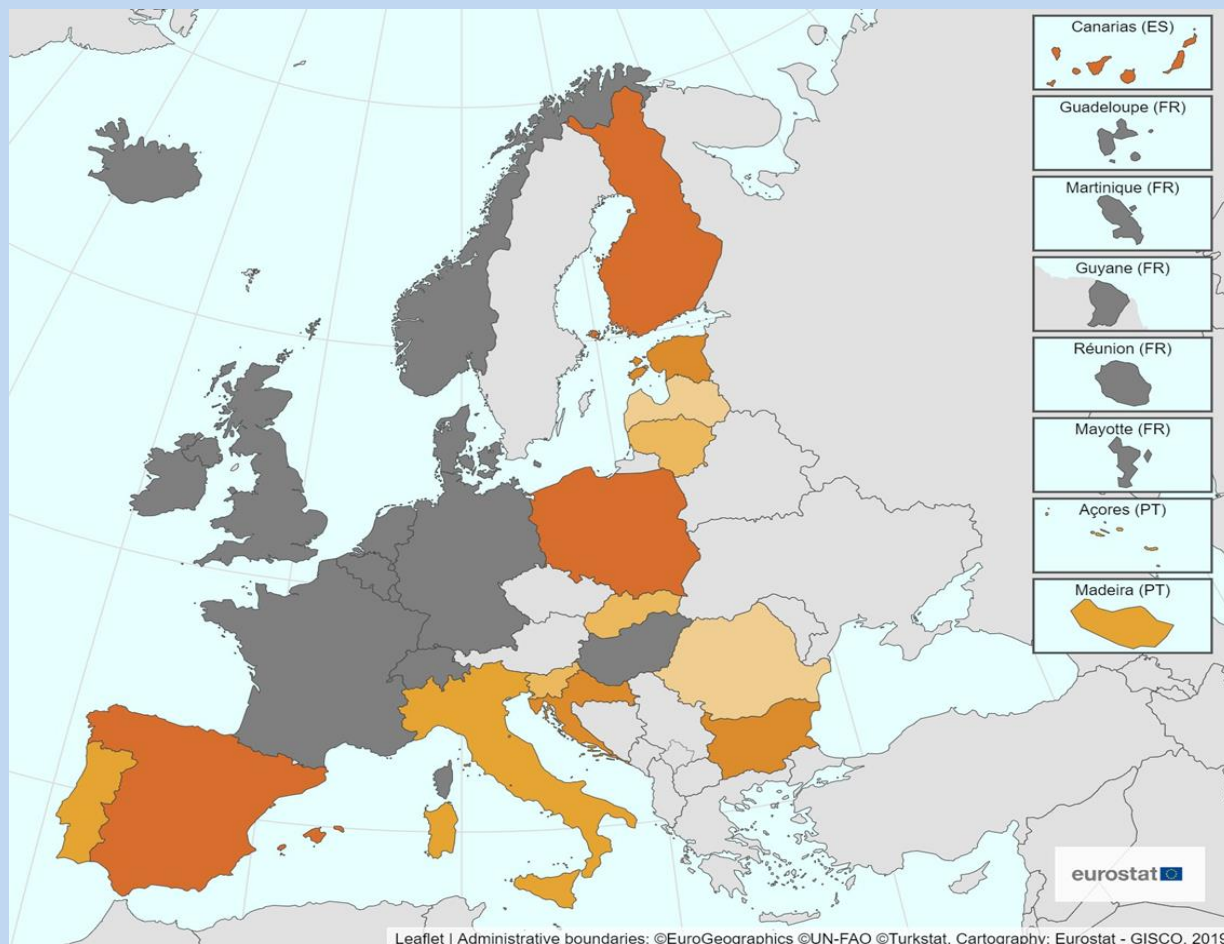 Canarias (ES)
Guadeloupe (FR)
Martinique (FR)
Guyane (FR)
Réunion (FR)
Mayotte (FR)
Açores (PT)
Madeira (PT)
eurostat
Leaflet | Administrative boundaries: ©EuroGeographics ©UN-FAO ©Turkstat, Cartography: Eurostat - GISCO, 2019